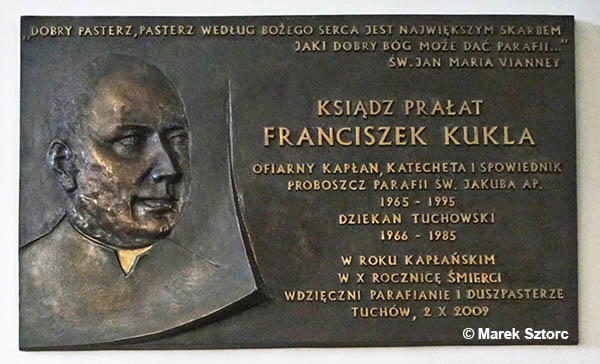 „DOBRY PASTERZ, PASTERZ WEDŁUG BOŻEGO SERCA JEST NAJWIĘKSZYM SKARBEM,
JAKI DOBRY BÓG MOŻE DAĆ PARAFII..."
ŚW. JAN MARIA VIANNEY
KSIĄDZ PRAŁAT
FRANCISZEK KUKLA
OFIARNY KAPŁAN, KATECHETA I SPOWIEDNIK
PROBOSZCZ PARAFII ŚW. JAKUBA AP.
1965 - 1995
DZIEKAN TUCHOWSKI
1966 - 1985
W ROKU KAPŁAŃSKIM
W X ROCZNICĘ ŚMIERCI
WDZIĘCZNI PARAFIANIE I DUSZPASTERZE
TUCHÓW, 2 X 2009
© Marek Sztorc